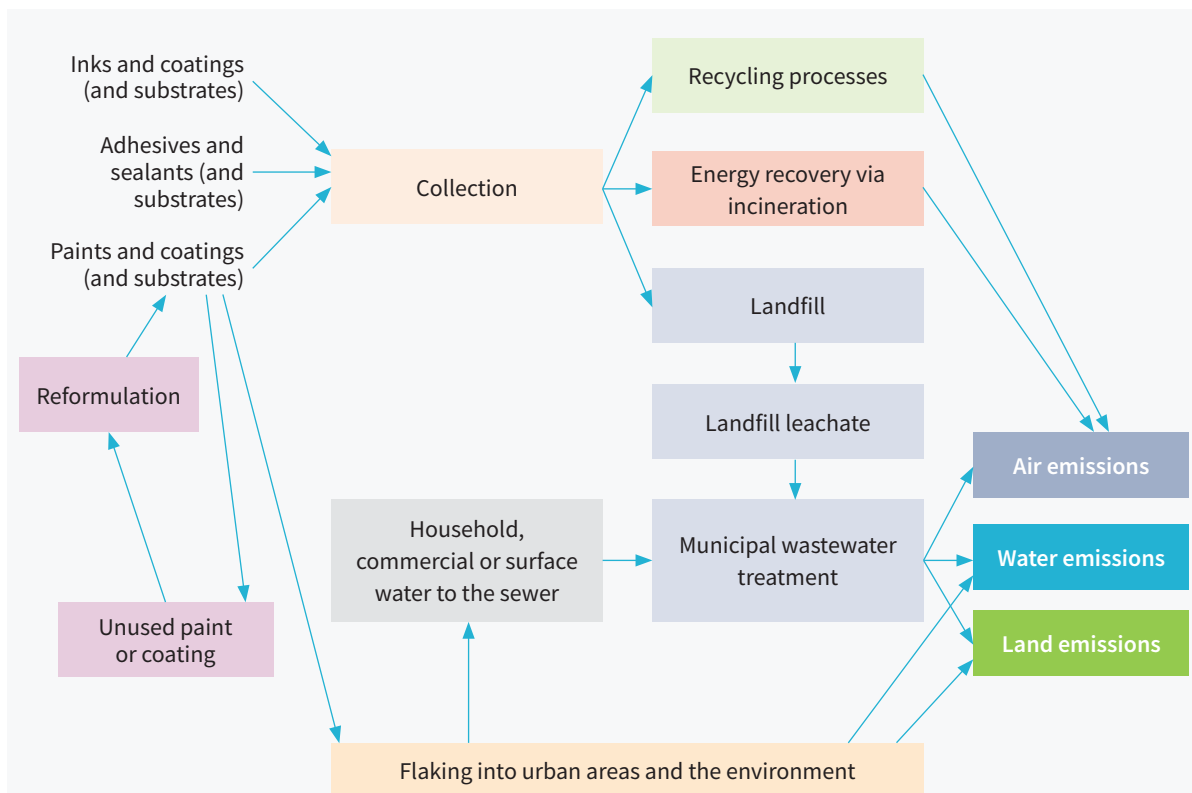 Inks and coatings
(and substrates)
Adhesives and
sealants (and
substrates)
Paints and coatings
(and substrates)
Reformulation
Unused paint
or coating
Collection
Household,
commercial or surface
water to the sewer
Flaking into urban areas and the environment
Recycling processes
Energy recovery via
incineration
Landfill
Landfill leachate
Municipal wastewater
treatment
Air emissions
Water emissions
Land emissions